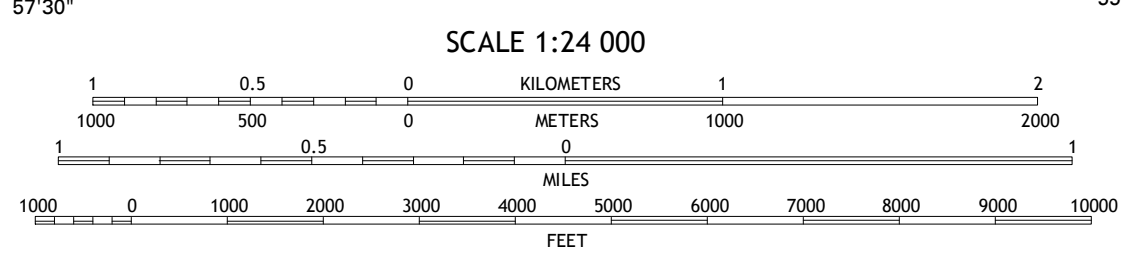 57'30"
SCALE 1:24 000
1 0.5 0 KILOMETERS 1 2
1000 500 0 METERS 1000 2000
1 0.5 0 1
MILES
1000 0 1000 2000 3000 4000 5000 6000 7000 8000 9000 10000
FEET